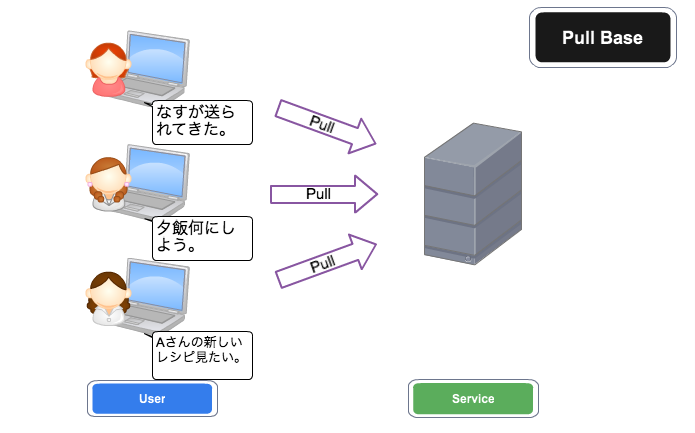 Pull Base
なすが送ら
れてきた。
Pull
夕飯何にし
よう。
Pull
Aさんの新しい
レシピ見たい。
Pull
User
Service